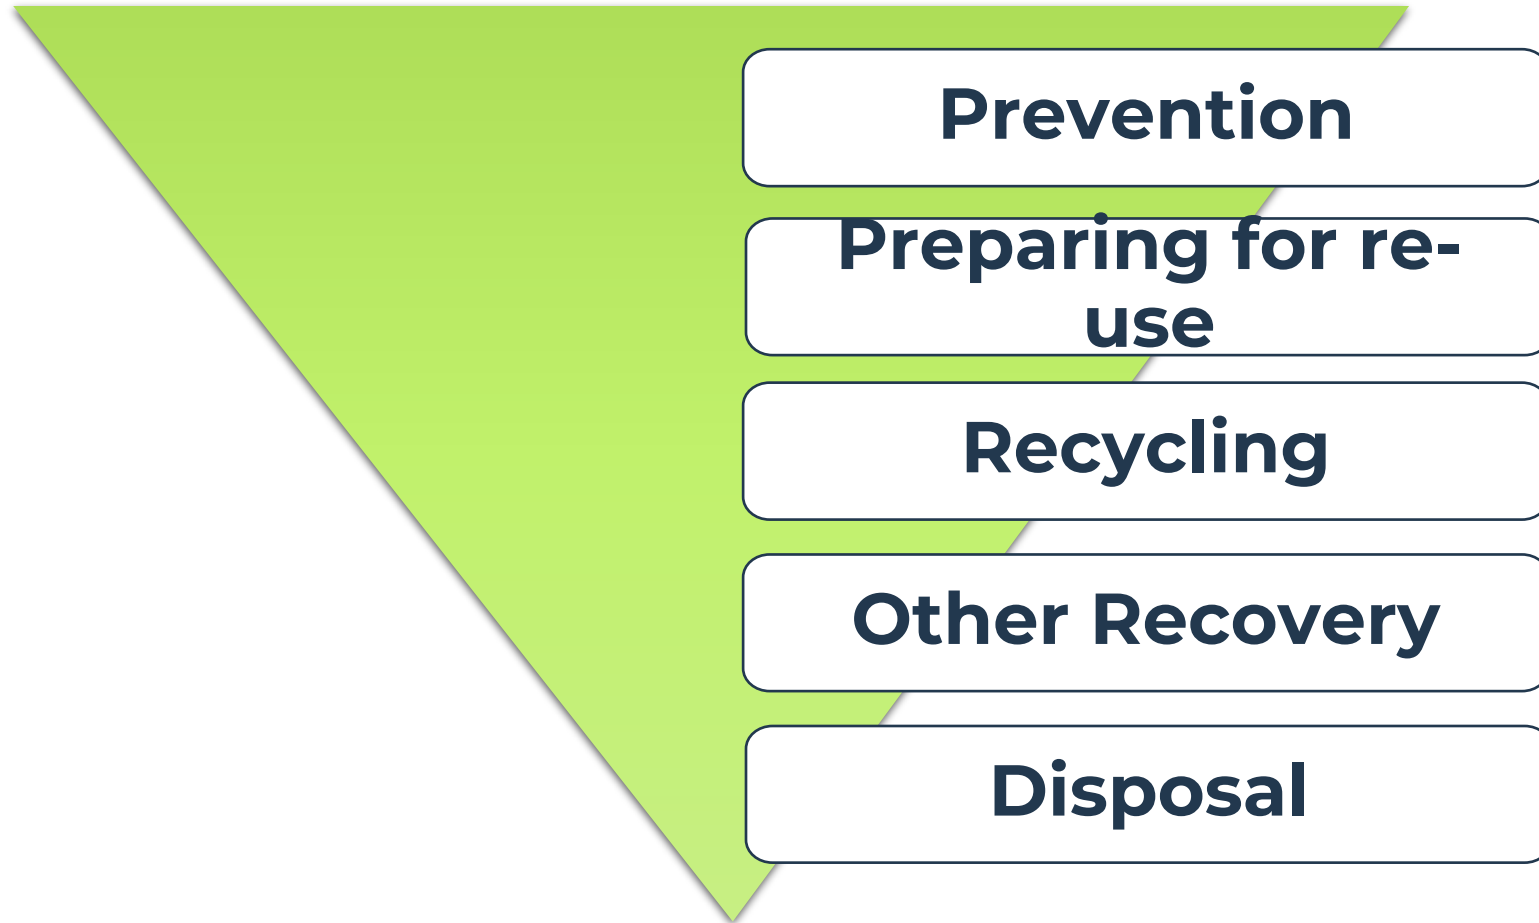 Prevention
Preparing for re-
use
Recycling
Other Recovery
Disposal